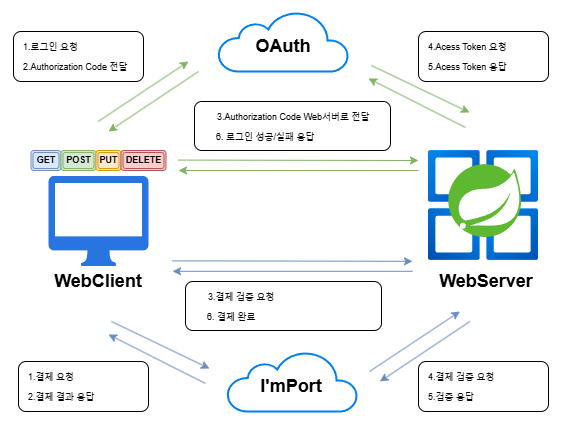 1.로그인 요청
2.Authorization Code 전달
OAuth
4.Acess Token 요청
5.Acess Token 응답
3.Authorization Code Web서버로 전달
6. 로그인 성공/실패 응답
GET POST PUT DELETE
WebClient
WebServer
3.결제 검증 요청
6. 결제 완료
1.결제 요청
2.결제 결과 응답
I'mPort
4.결제 검증 요청
5.검증 응답